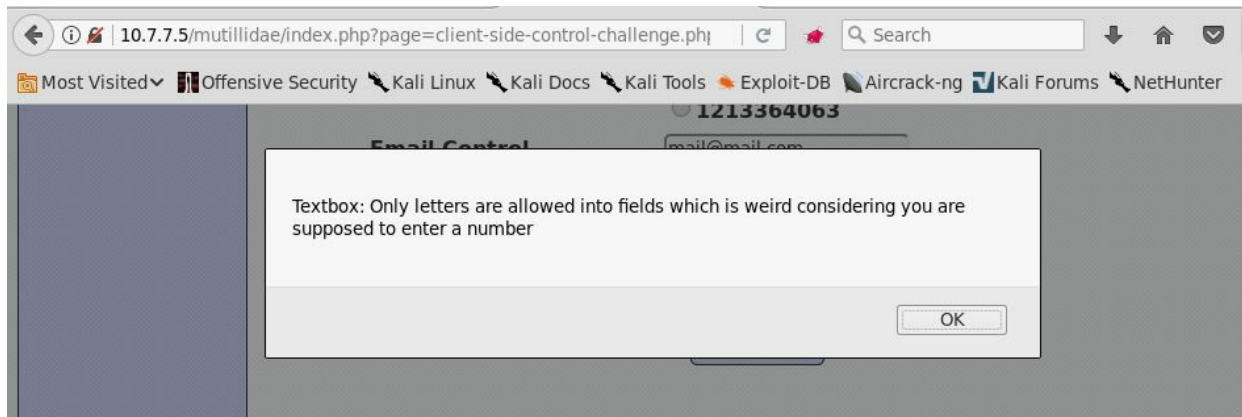 10.7.7.5/mutillidae/index.php?page=client-side-control-challenge.php
Search
Most Visited Offensive Security Kali Linux Kali Docs Kali Tools Exploit-DB Aircrack-ng Kali Forums NetHunter
1213364063
Email Control mail@mail.com
Textbox: Only letters are allowed into fields which is weird considering you are
supposed to enter a number
OK